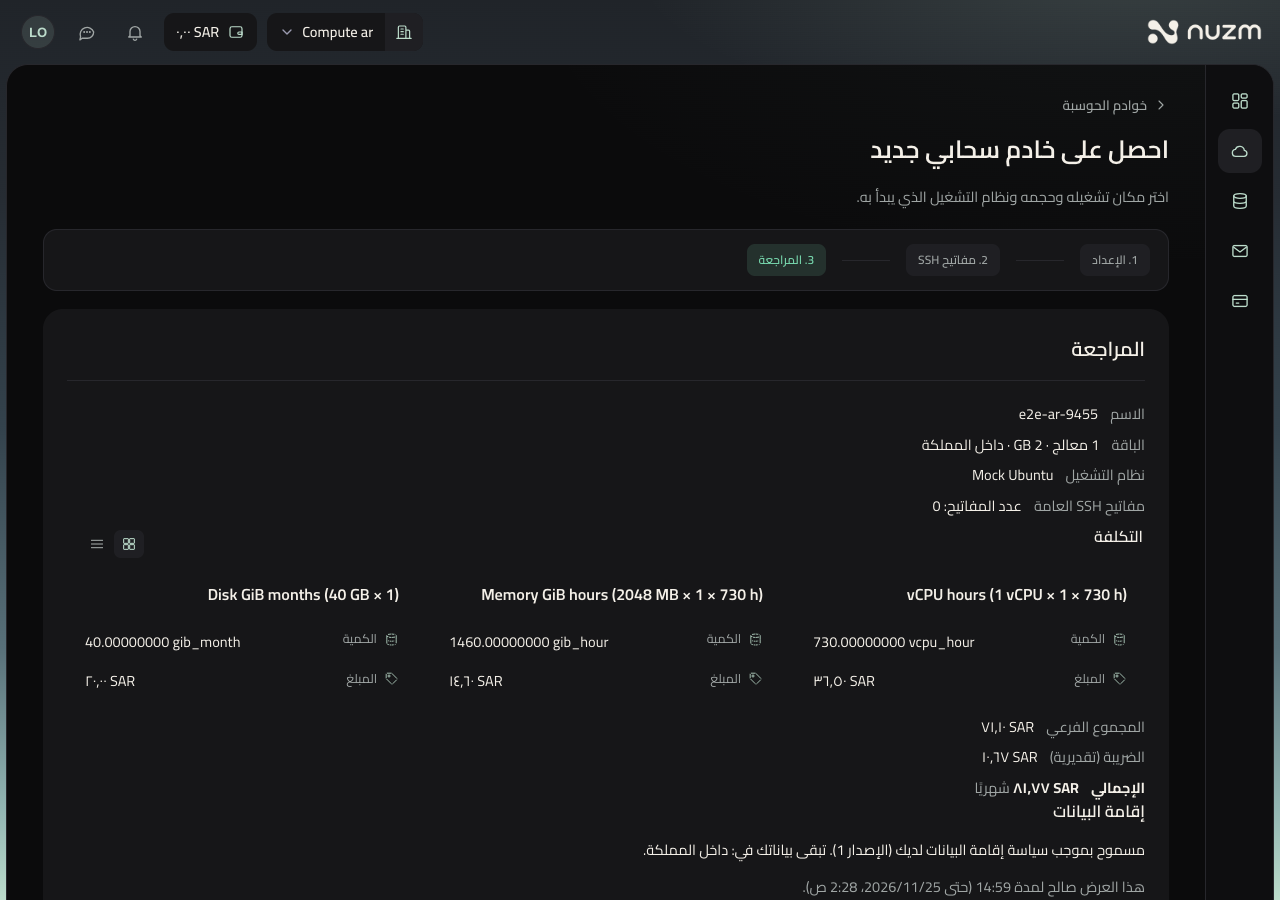 nuzm
Compute ar
٠,٠٠ SAR
LO
خوادم الحوسبة
احصل على خادم سحابي جديد
اختر مكان تشغيله وحجمه ونظام التشغيل الذي يبدأ به.
1. الإعداد
2. مفاتيح SSH
3. المراجعة
المراجعة
الاسم e2e-ar-9455
الباقة 1 معالج · 2 GB · داخل المملكة
نظام التشغيل Mock Ubuntu
مفاتيح SSH العامة عدد المفاتيح: 0
التكلفة
vCPU hours (1 vCPU × 1 × 730 h)
الكمية 730.00000000 vcpu_hour
المبلغ ٣٦,٥٠ SAR
Memory GiB hours (2048 MB × 1 × 730 h)
الكمية 1460.00000000 gib_hour
المبلغ ١٤,٦٠ SAR
Disk GiB months (40 GB × 1)
الكمية 40.00000000 gib_month
المبلغ ٢٠,٠٠ SAR
المجموع الفرعي ٧١,١٠ SAR
الضريبة (تقديرية) ١٠,٦٧ SAR
الإجمالي ٨١,٧٧ SAR شهريًا
إقامة البيانات
مسموح بموجب سياسة إقامة البيانات لديك (الإصدار 1). تبقى بياناتك في: داخل المملكة.
هذا العرض صالح لمدة 14:59 (حتى 2026/11/25، 2:28 ص).